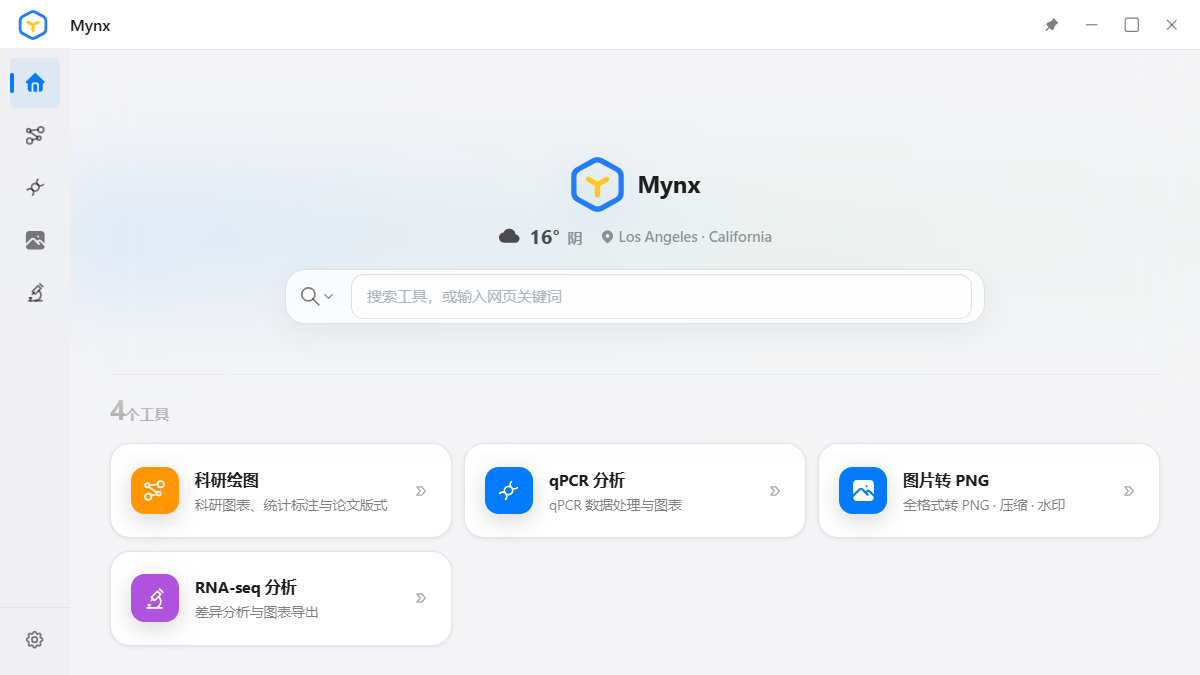 Mynx
Mynx
16° 阴 Los Angeles · California
搜索工具，或输入网页关键词
4个工具
科研绘图
科研图表、统计标注与论文版式
qPCR 分析
qPCR 数据处理与图表
图片转 PNG
全格式转 PNG · 压缩 · 水印
RNA-seq 分析
差异分析与图表导出